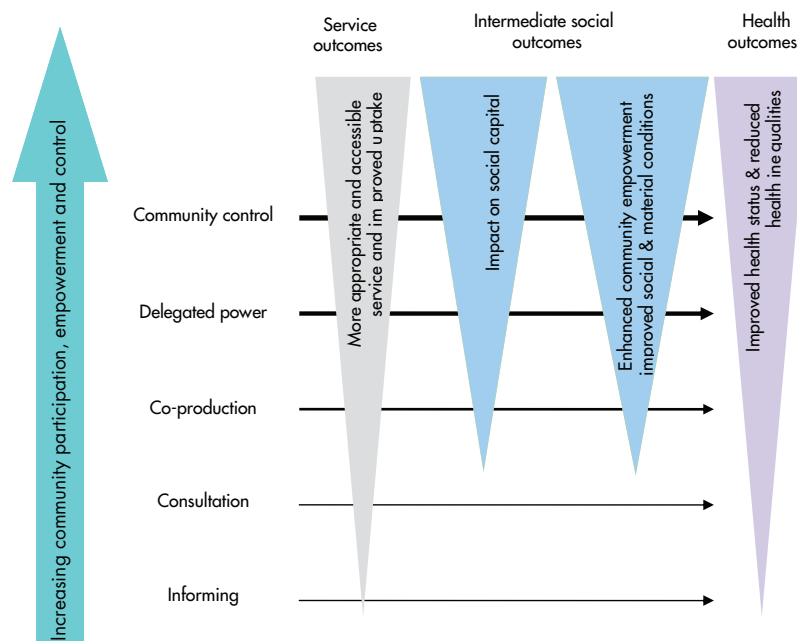 Service
outcomes
Intermediate social
outcomes
Health
outcomes
Increasing community participation, empowerment and control
Community control
Delegated power
Co-production
Consultation
Informing
More appropriate and accessible
service and im proved u ptake
Impact on social capital
Enhanced community empowerment
improved social & material conditions
Improved health status & reduced
health ine qualities